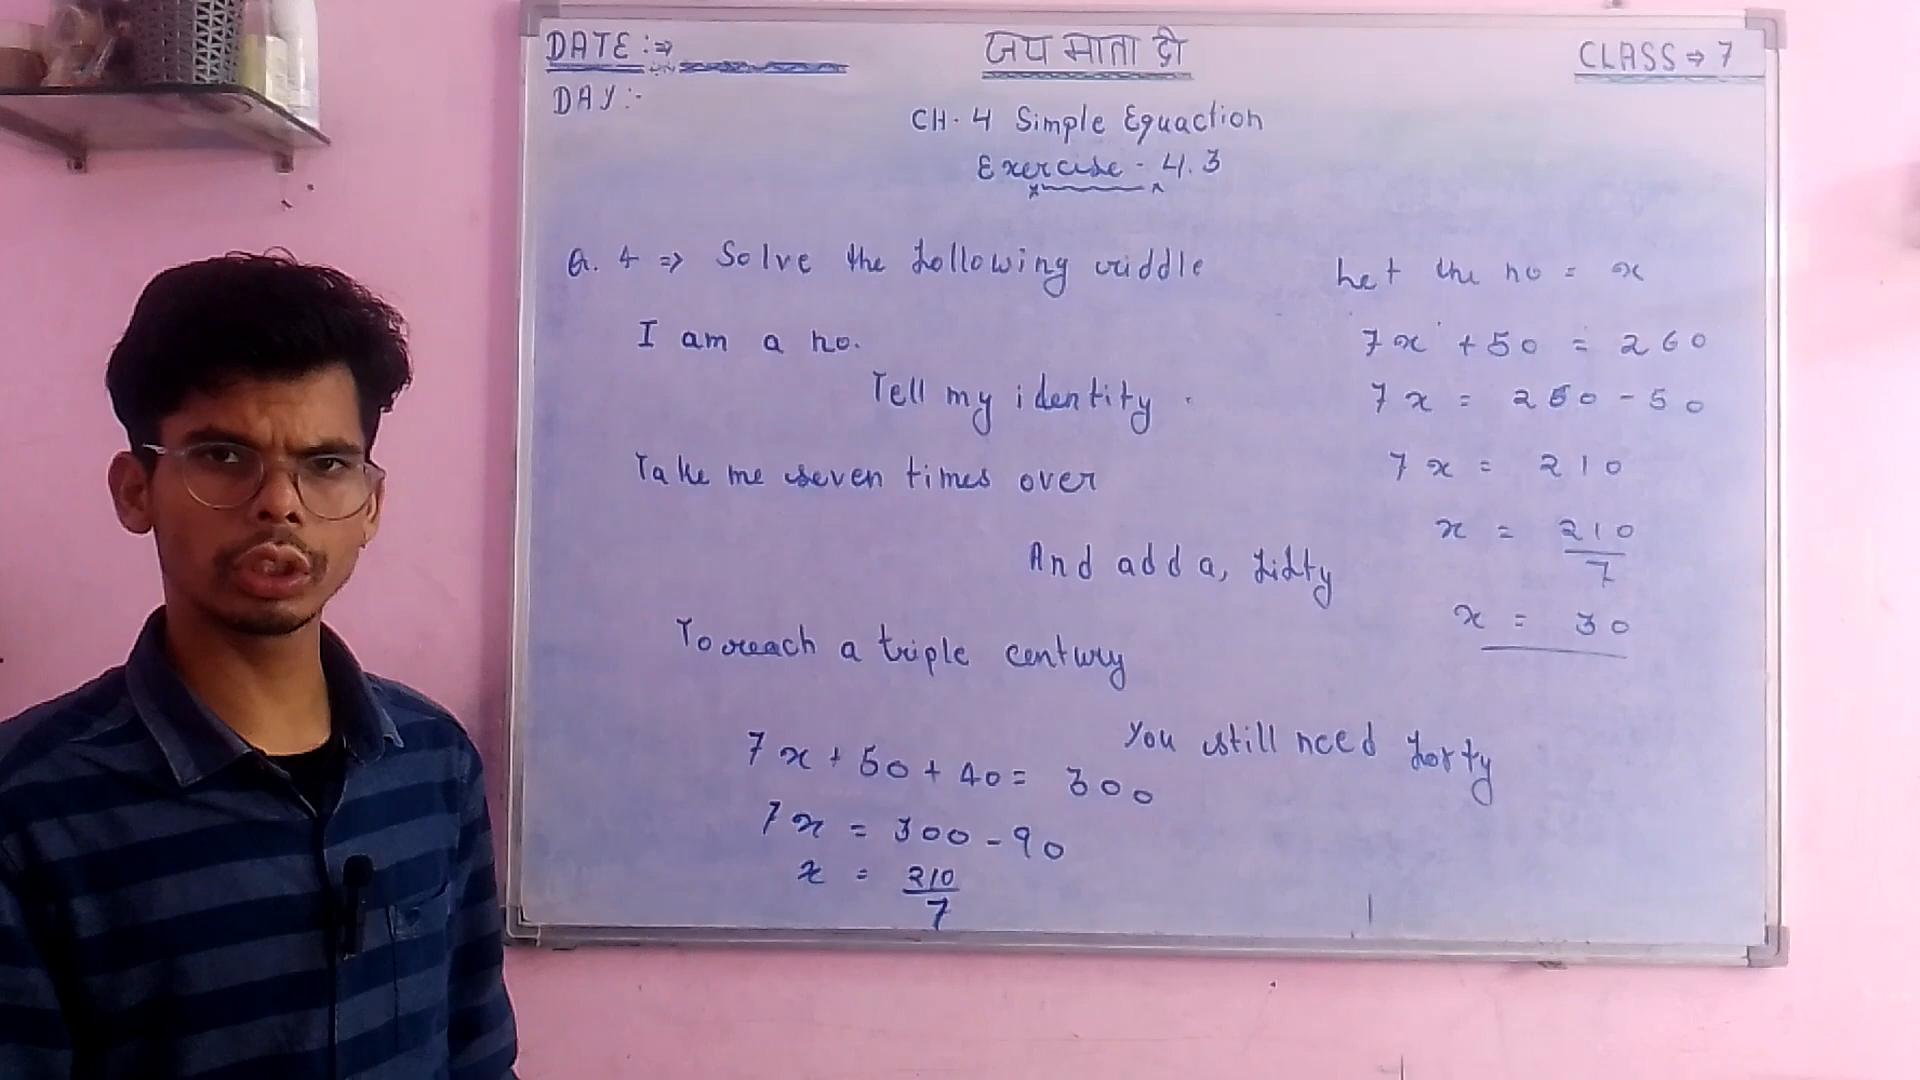 DATE :⇒
जय माता दी
CLASS ⇒ 7
DAY :-
CH. 4 Simple Equaction
Exercise - 4.3
Q. 4 ⇒ Solve the following riddle
I am a no.
Tell my identity .
Take me seven times over
And add a, fifty
To reach a triple century
You still need forty
7x + 50 + 40 = 300
7x = 300 - 90
x = 210/7
Let the no = x
7x + 50 = 260
7x = 260 - 50
7x = 210
x = 210/7
x = 30